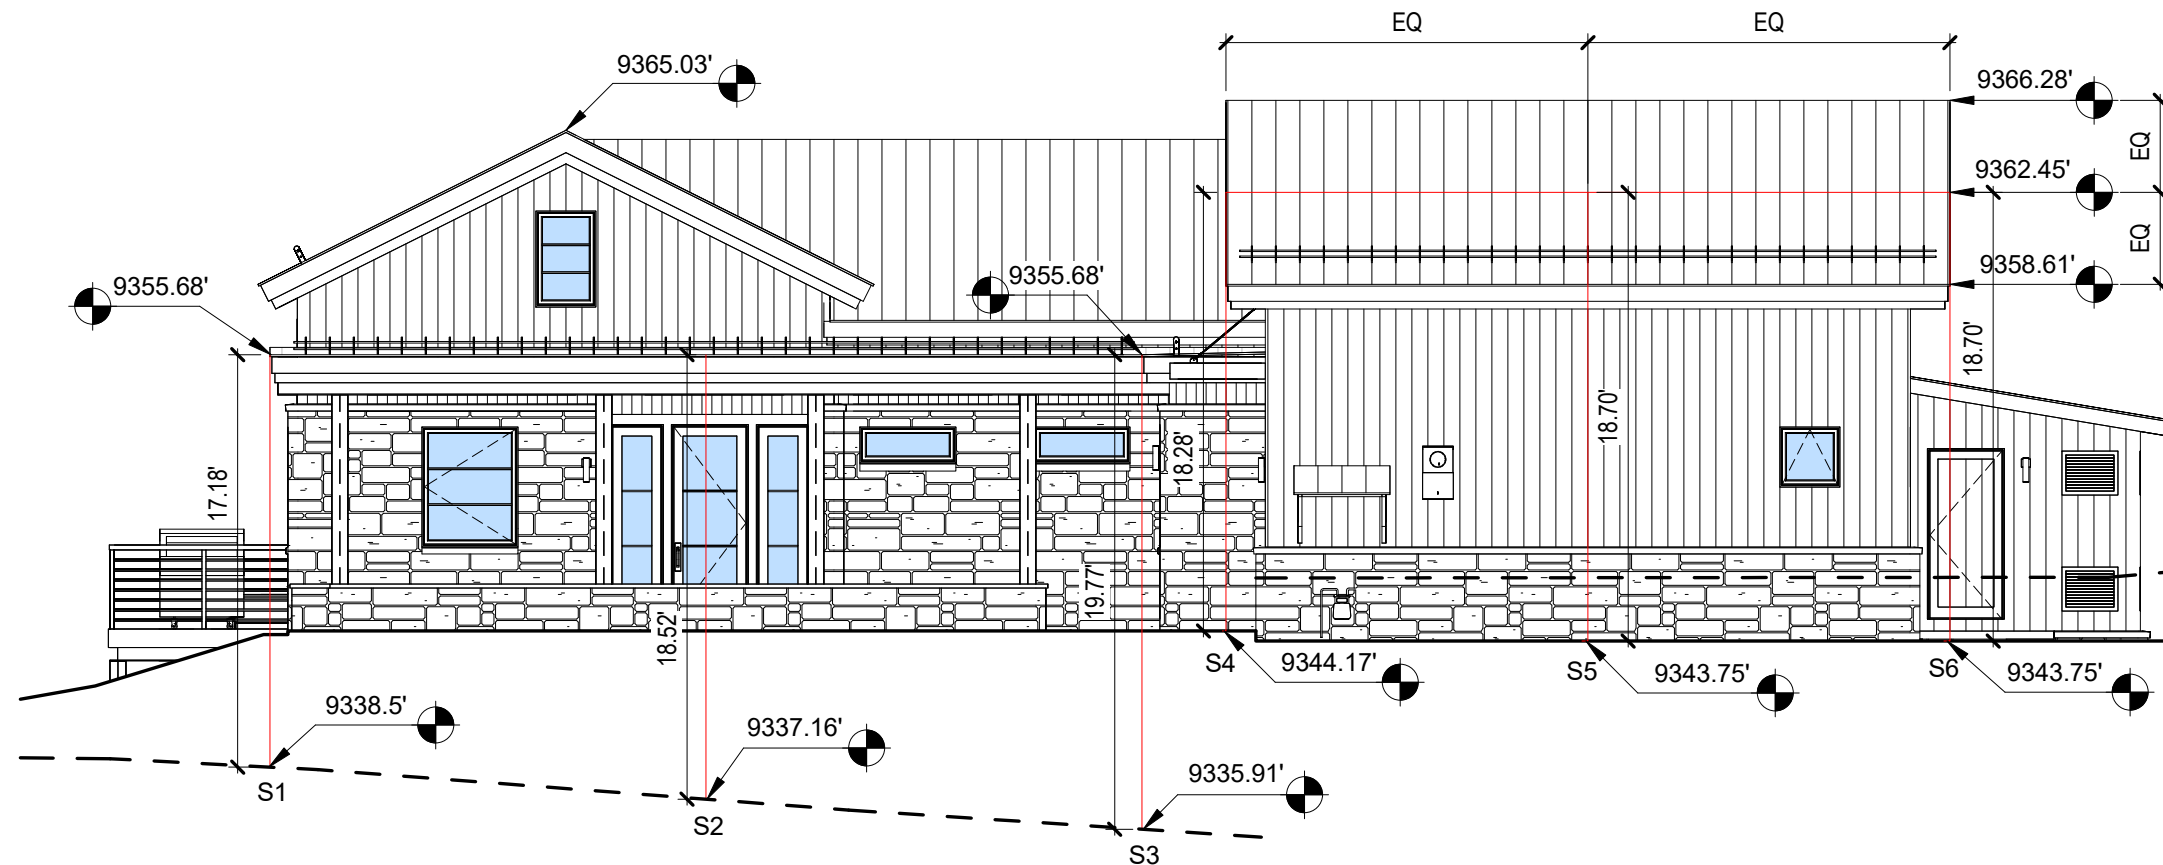 EQ EQ
9365.03'
9366.28'
EQ
9362.45'
EQ
9358.61'
9355.68'
9355.68'
18.70'
18.70'
18.28'
17.18'
19.77'
18.52'
S4
9344.17'
S5
9343.75'
S6
9343.75'
9338.5'
S1
9337.16'
S2
9335.91'
S3